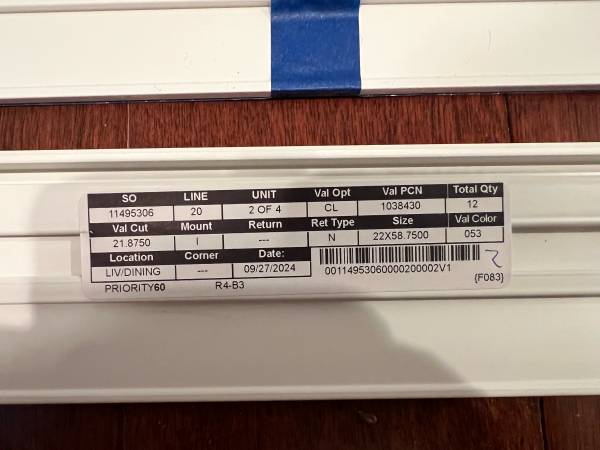 SO LINE UNIT Val Opt Val PCN Total Qty
11495306 20 2 OF 4 CL 1038430 12
Val Cut Mount Return Ret Type Size Val Color
21.8750 I --- N 22X58.7500 053
Location Corner Date:
LIV/DINING --- 09/27/2024
00114953060000200002V1
PRIORITY60 R4-B3 {F083}